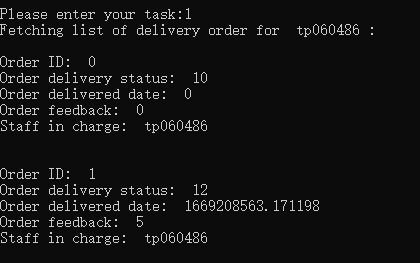 Please enter your task:1
Fetching list of delivery order for  tp060486 :
Order ID:  0
Order delivery status:  10
Order delivered date:  0
Order feedback:  0
Staff in charge:  tp060486
Order ID:  1
Order delivery status:  12
Order delivered date:  1669208563.171198
Order feedback:  5
Staff in charge:  tp060486